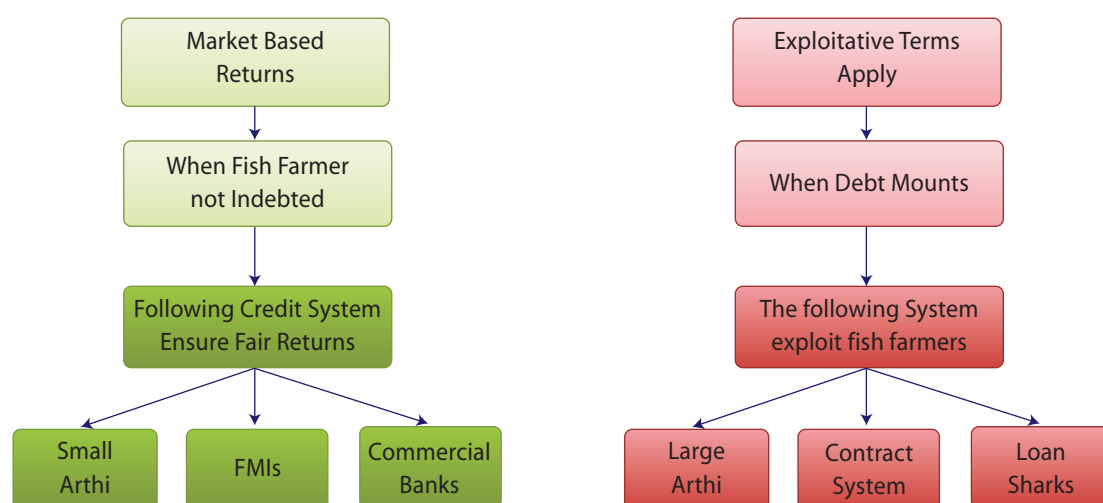 Market Based
Returns
When Fish Farmer
not Indebted
Following Credit System
Ensure Fair Returns
Small
Arthi
FMIs
Commercial
Banks
Exploitative Terms
Apply
When Debt Mounts
The following System
exploit fish farmers
Large
Arthi
Contract
System
Loan
Sharks